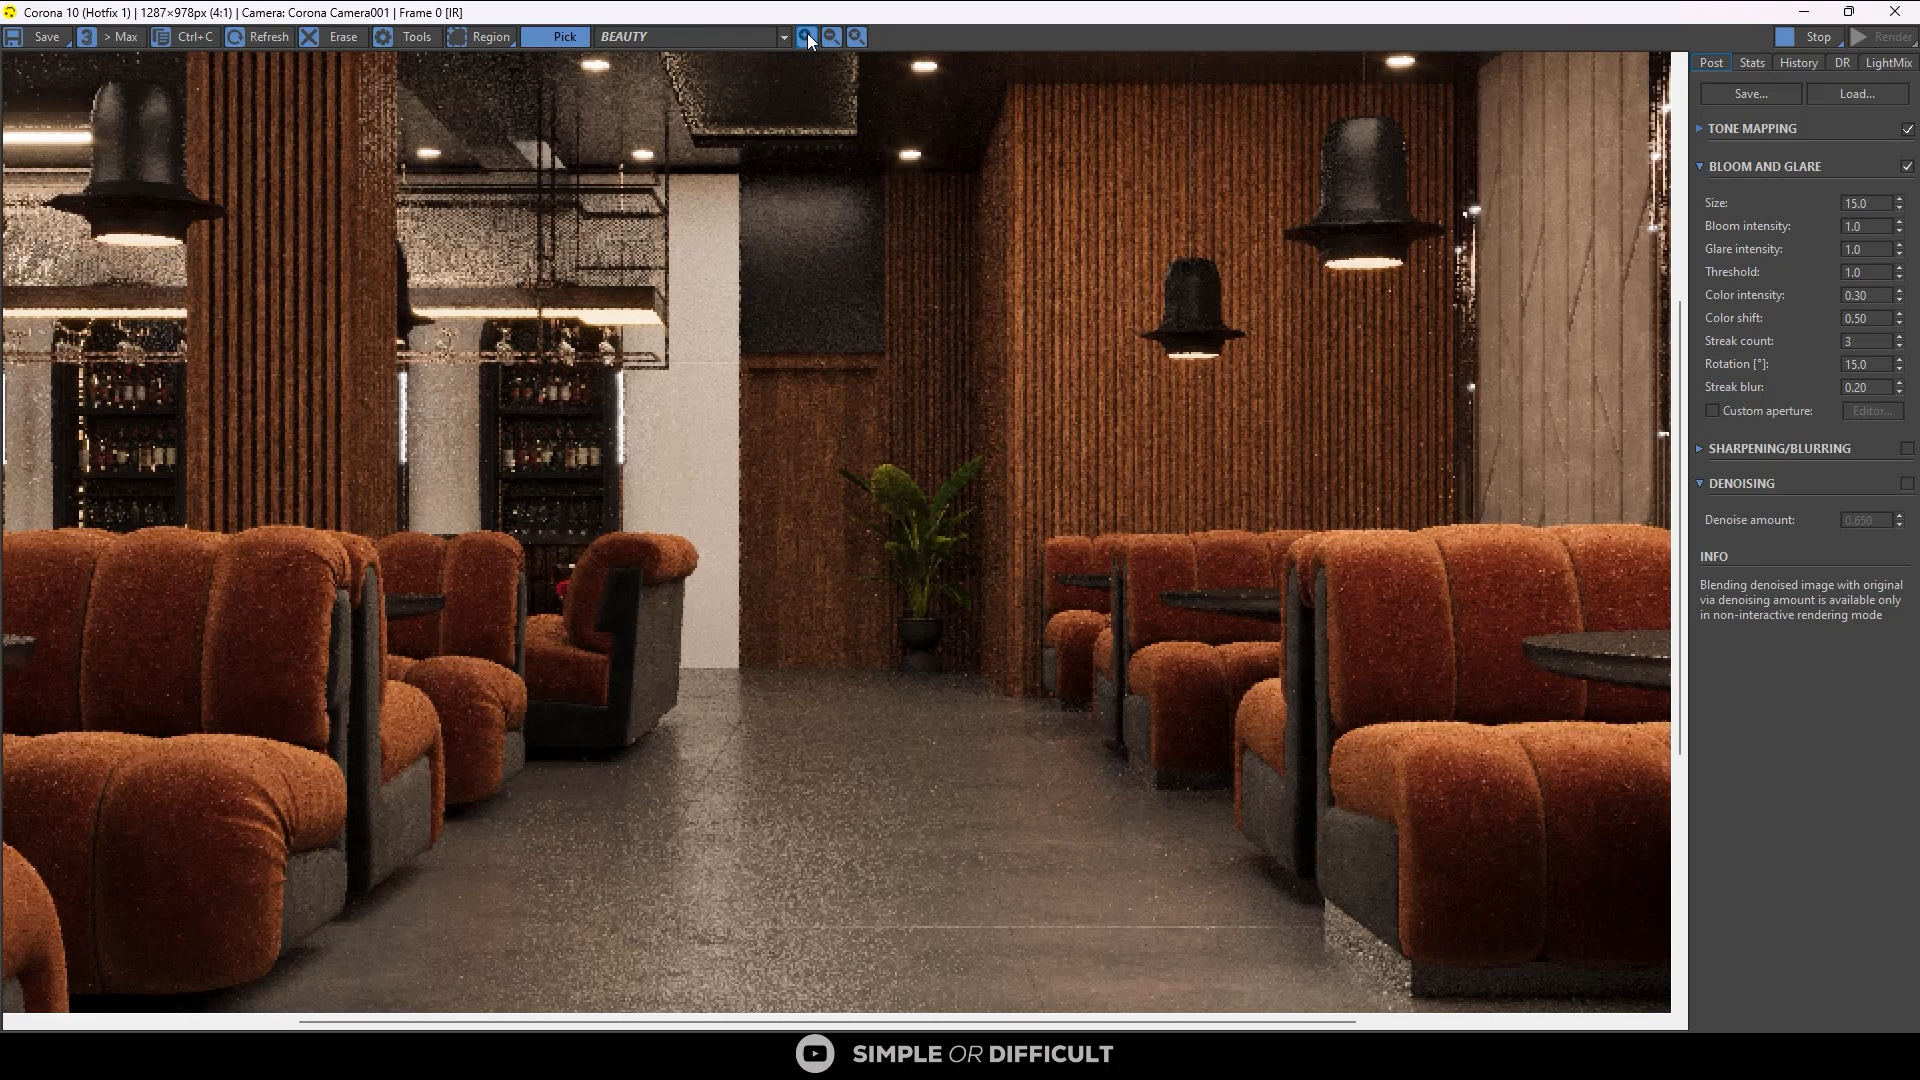 Corona 10 (Hotfix 1) | 1287×978px (4:1) | Camera: Corona Camera001 | Frame 0 [IR]
Save
3 > Max
Ctrl+C
Refresh
Erase
Tools
Region
Pick
BEAUTY
Stop
Render
Post Stats History DR LightMix
Save... Load...
TONE MAPPING
BLOOM AND GLARE
Size: 15.0
Bloom intensity: 1.0
Glare intensity: 1.0
Threshold: 1.0
Color intensity: 0.30
Color shift: 0.50
Streak count: 3
Rotation [°]: 15.0
Streak blur: 0.20
Custom aperture: Editor...
SHARPENING/BLURRING
DENOISING
Denoise amount: 0.650
INFO
Blending denoised image with original
via denoising amount is available only
in non-interactive rendering mode
SIMPLE OR DIFFICULT